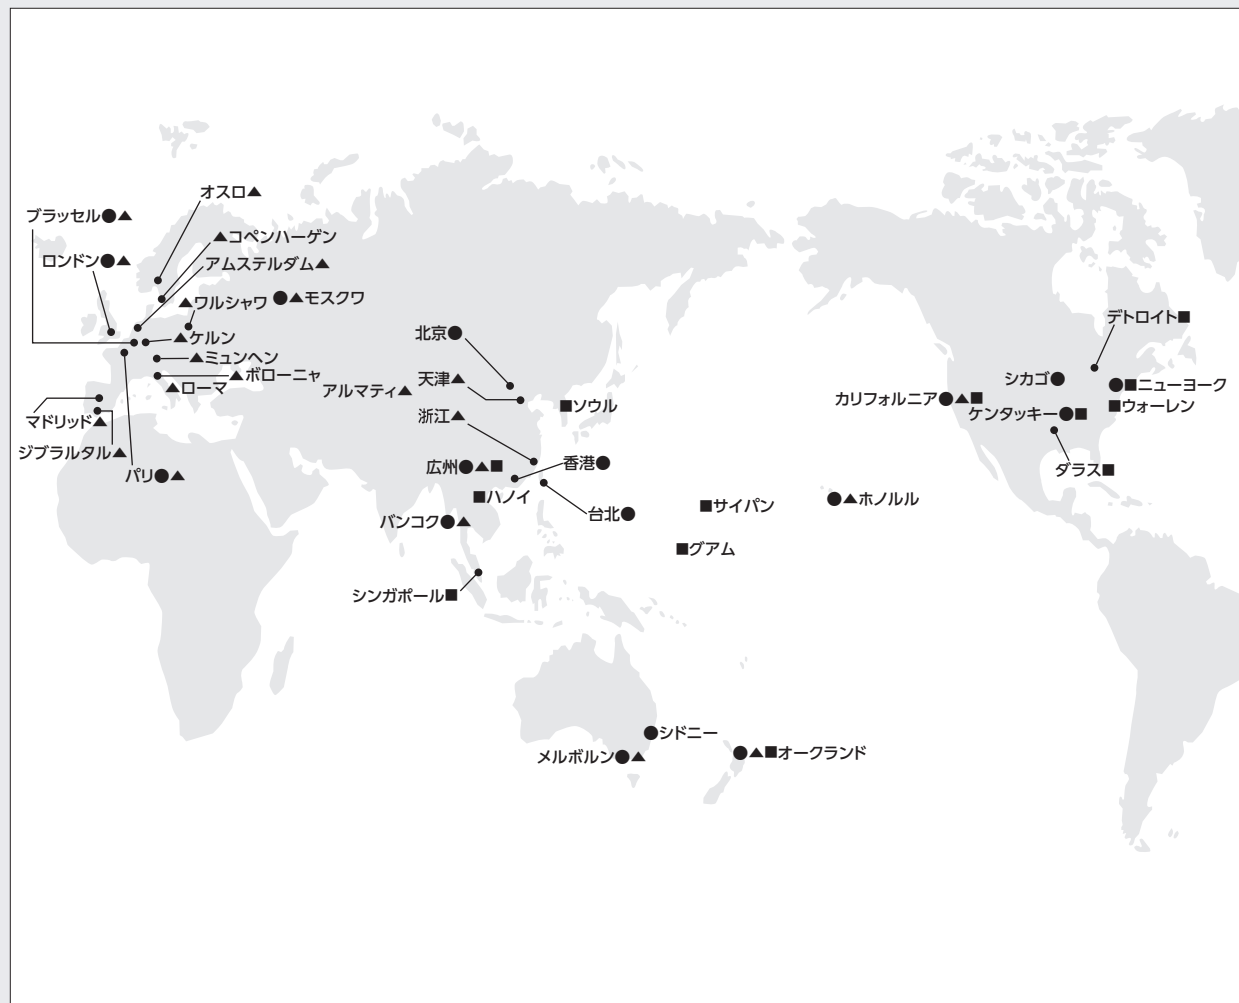 オスロ▲
ブラッセル●▲
▲コペンハーゲン
ロンドン●▲
アムステルダム▲
▲ワルシャワ
●▲モスクワ
▲ケルン
▲ミュンヘン
▲ボローニャ
▲ローマ
マドリッド▲
ジブラルタル▲
パリ●▲
北京●
天津▲
アルマティ▲
■ソウル
浙江▲
広州●▲■
香港●
■ハノイ
台北●
バンコク●▲
■サイパン
■グアム
シンガポール■
●▲ホノルル
デトロイト■
シカゴ●
●■ニューヨーク
カリフォルニア●▲■
■ウォーレン
ケンタッキー●■
ダラス■
●シドニー
メルボルン●▲
●▲■オークランド